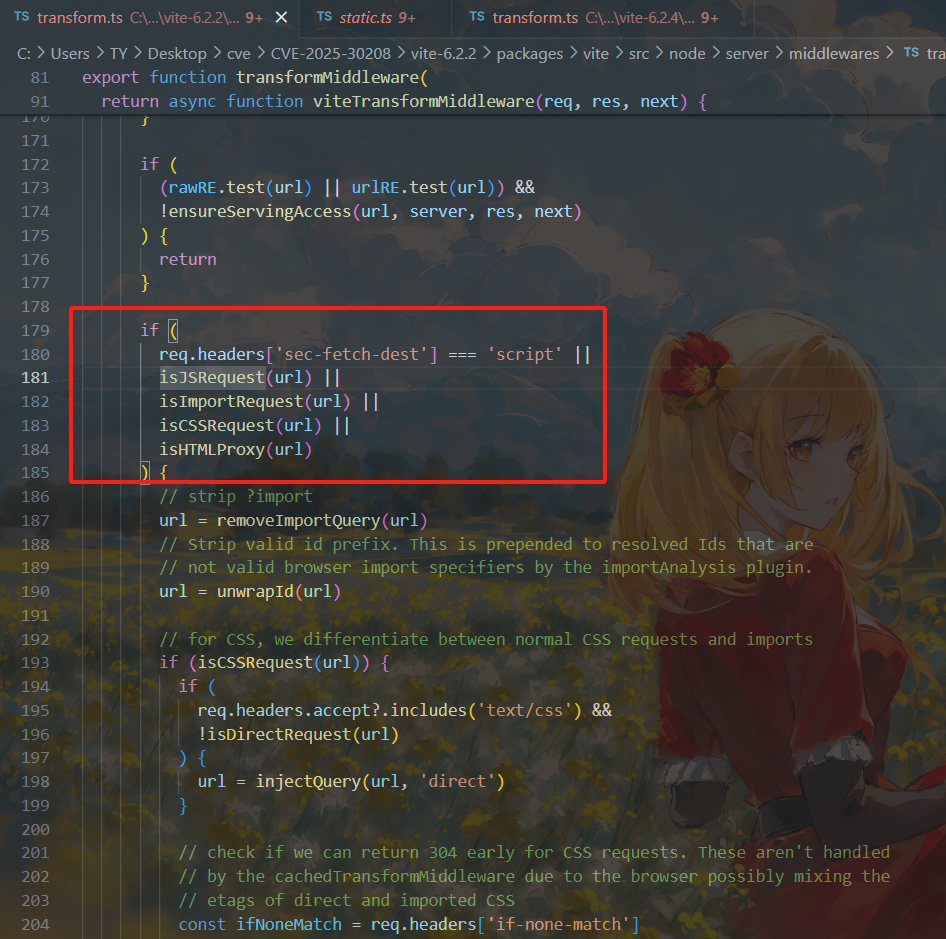 TS transform.ts C:\...\vite-6.2.2\... 9+ × TS static.ts 9+ TS transform.ts C:\...\vite-6.2.4\... 9+
C: > Users > TY > Desktop > cve > CVE-2025-30208 > vite-6.2.2 > packages > vite > src > node > server > middlewares > TS tra
81 export function transformMiddleware(
91 return async function viteTransformMiddleware(req, res, next) {
170 }
171
172 if (
173 (rawRE.test(url) || urlRE.test(url)) &&
174 !ensureServingAccess(url, server, res, next)
175 ) {
176 return
177 }
178
179 if (
180 req.headers['sec-fetch-dest'] === 'script' ||
181 isJSRequest(url) ||
182 isImportRequest(url) ||
183 isCSSRequest(url) ||
184 isHTMLProxy(url)
185 ) {
186 // strip ?import
187 url = removeImportQuery(url)
188 // Strip valid id prefix. This is prepended to resolved Ids that are
189 // not valid browser import specifiers by the importAnalysis plugin.
190 url = unwrapId(url)
191
192 // for CSS, we differentiate between normal CSS requests and imports
193 if (isCSSRequest(url)) {
194 if (
195 req.headers.accept?.includes('text/css') &&
196 !isDirectRequest(url)
197 ) {
198 url = injectQuery(url, 'direct')
199 }
200
201 // check if we can return 304 early for CSS requests. These aren't handled
202 // by the cachedTransformMiddleware due to the browser possibly mixing the
203 // etags of direct and imported CSS
204 const ifNoneMatch = req.headers['if-none-match']